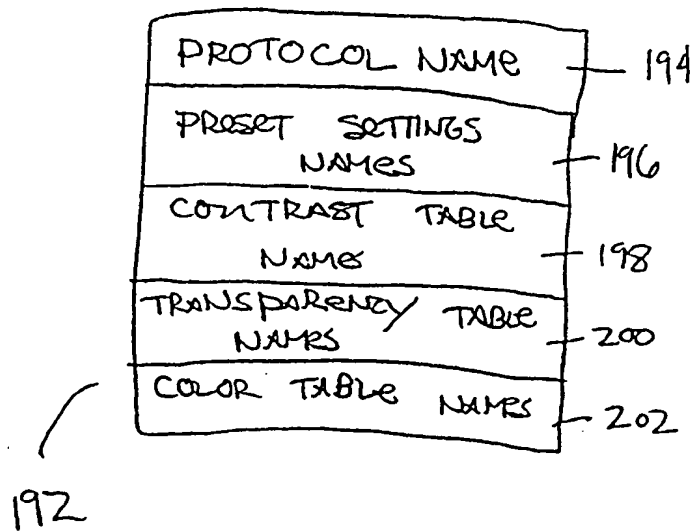 PROTOCOL NAME 194
PRESET SETTINGS
NAMES 196
CONTRAST TABLE
NAMES 198
TRANSPARENCY TABLE
NAMES 200
COLOR TABLE NAMES 202
192